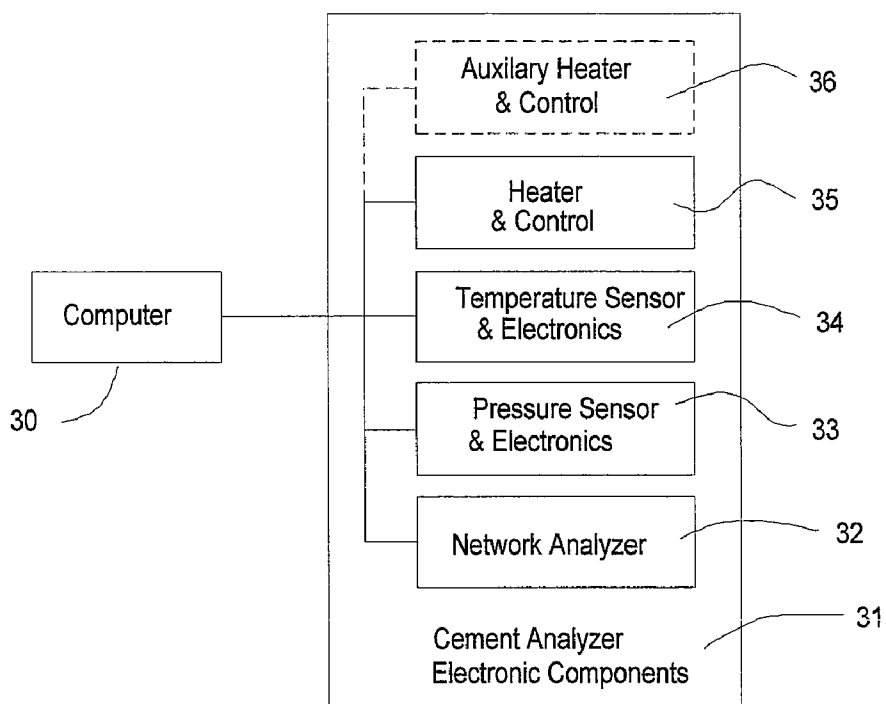 Auxilary Heater
& Control
36
Heater
& Control
35
Computer
30
Temperature Sensor
& Electronics
34
Pressure Sensor
& Electronics
33
Network Analyzer
32
Cement Analyzer
Electronic Components
31